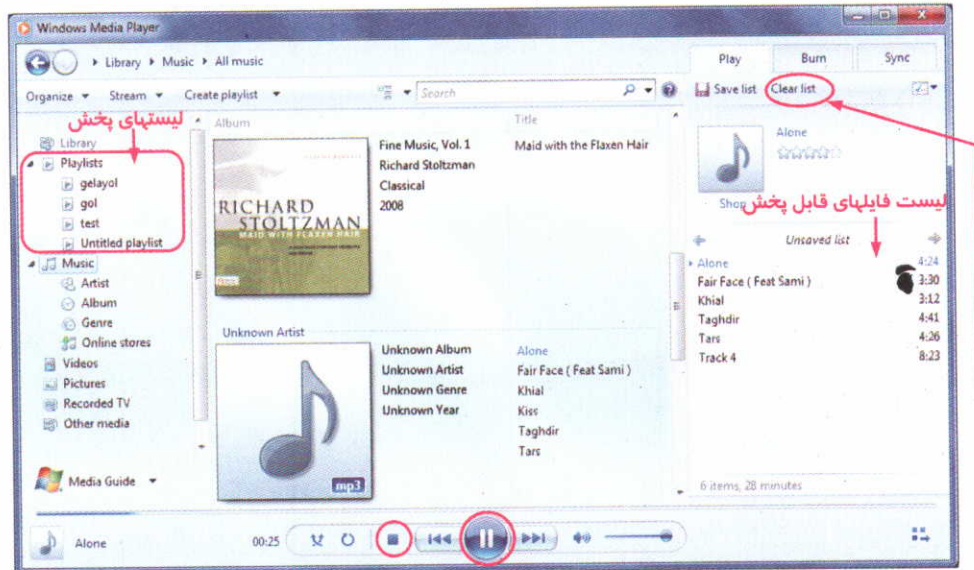 Windows Media Player
Library ▸ Music ▸ All music
Play Burn Sync
Organize Stream Create playlist Search
Save list Clear list
لیستهای پخش
Library
Playlists
gelayol
gol
test
Untitled playlist
Music
Artist
Album
Genre
Online stores
Videos
Pictures
Recorded TV
Other media
Media Guide
Album Title
RICHARD
STOLTZMAN
MAID WITH THE FLAXEN HAIR
Fine Music, Vol. 1 Maid with the Flaxen Hair
Richard Stoltzman
Classical
2008
Unknown Artist
mp3
Unknown Album Alone
Unknown Artist Fair Face ( Feat Sami )
Unknown Genre Khial
Unknown Year Kiss
Taghdir
Tars
Alone
Shop
لیست فایلهای قابل پخش
Unsaved list
Alone 4:24
Fair Face ( Feat Sami ) 3:30
Khial 3:12
Taghdir 4:41
Tars 4:26
Track 4 8:23
6 items, 28 minutes
Alone 00:25